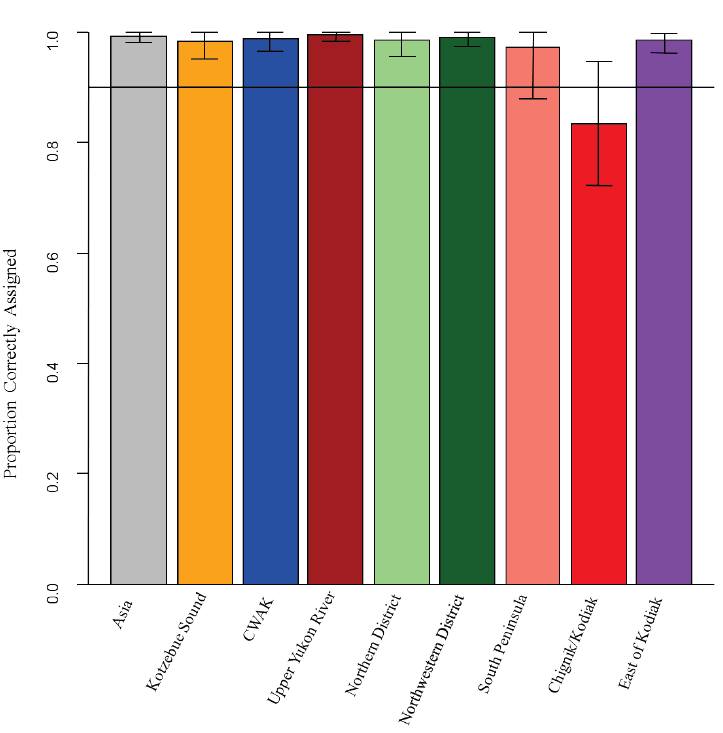 Proportion Correctly Assigned
1.0
0.8
0.6
0.4
0.2
0.0
Asia
Kotzebue Sound
CWAK
Upper Yukon River
Northern District
Northwestern District
South Peninsula
Chignik/Kodiak
East of Kodiak